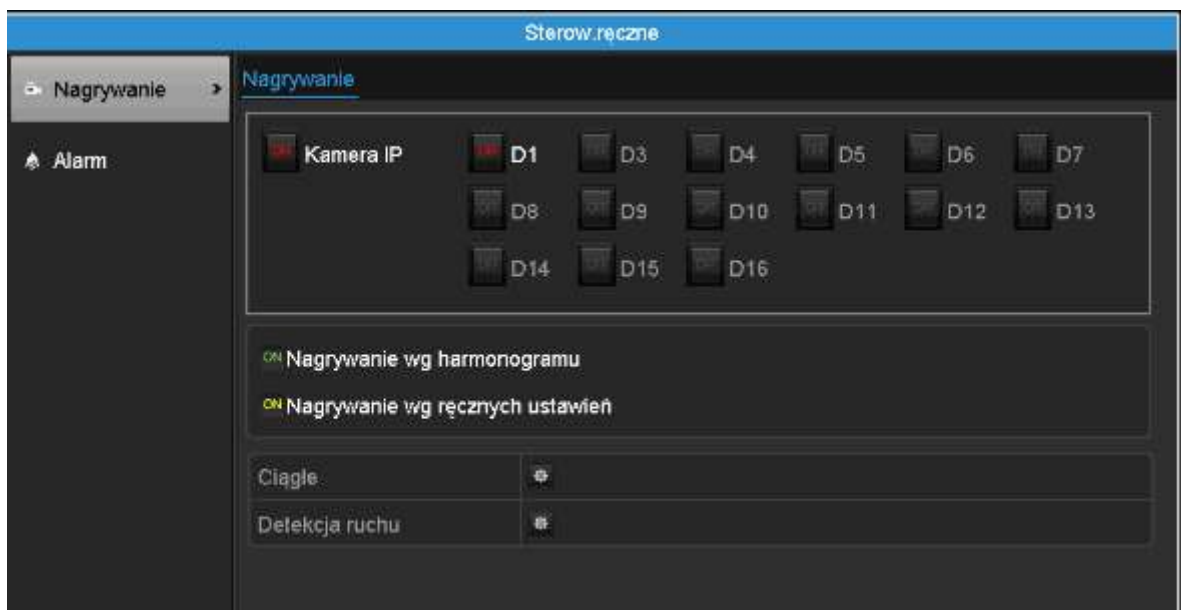 Sterow.ręczne
Nagrywanie
Nagrywanie
Alarm
Kamera IP D1 D3 D4 D5 D6 D7
D8 D9 D10 D11 D12 D13
D14 D15 D16
ON Nagrywanie wg harmonogramu
ON Nagrywanie wg ręcznych ustawień
Ciągłe
Detekcja ruchu